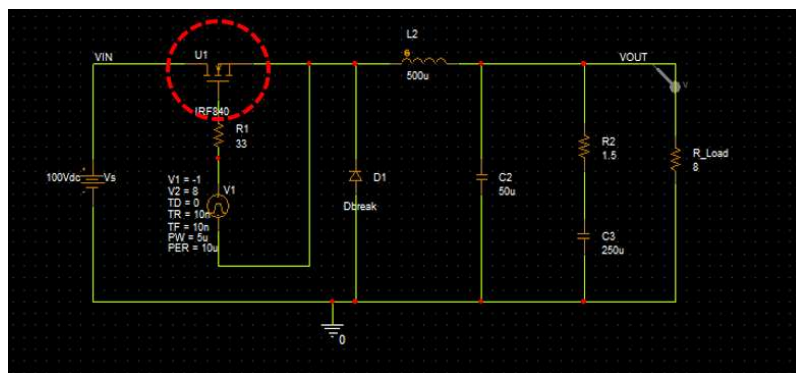 L2
VIN
U1
VOUT
500u
V
IRF840
R1
33
R2
1.5
R_Load
8
100Vdc
Vs
V1 = -1
V2 = 8
TD = 0
TR = 10n
TF = 10n
PW = 5u
PER = 10u
V1
D1
Dbreak
C2
50u
C3
250u
0